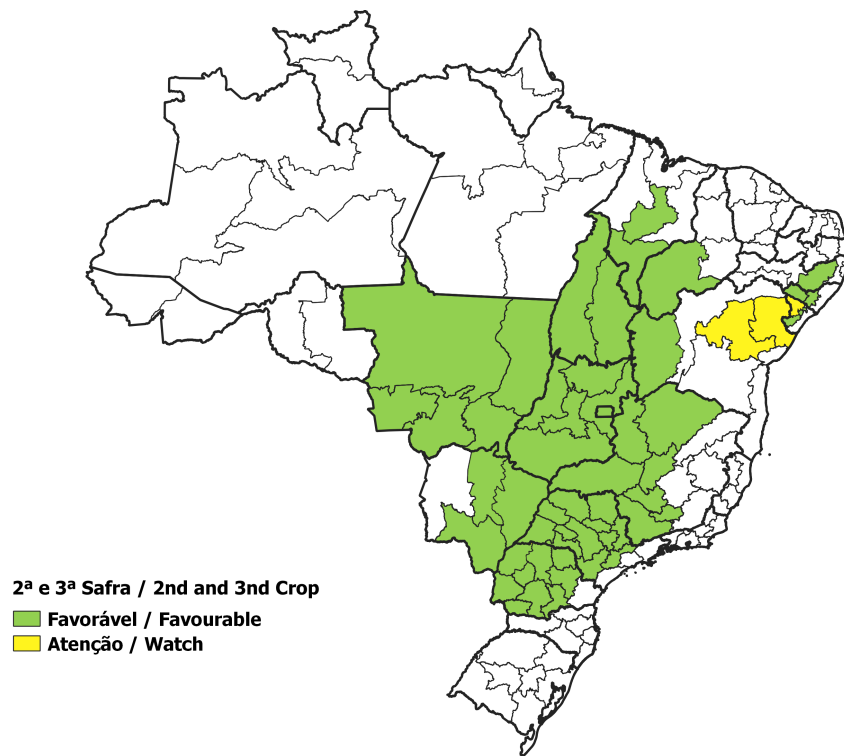 2ª e 3ª Safra / 2nd and 3nd Crop
Favorável / Favourable
Atenção / Watch